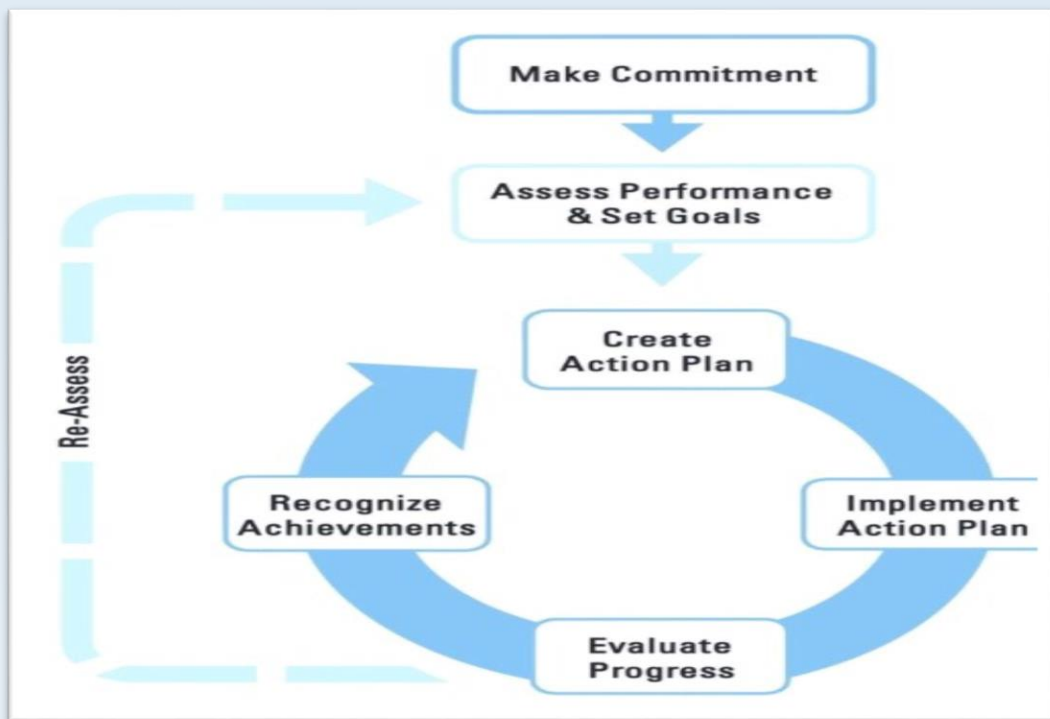 Make Commitment
Assess Performance
& Set Goals
Create
Action Plan
Re-Assess
Recognize
Achievements
Implement
Action Plan
Evaluate
Progress